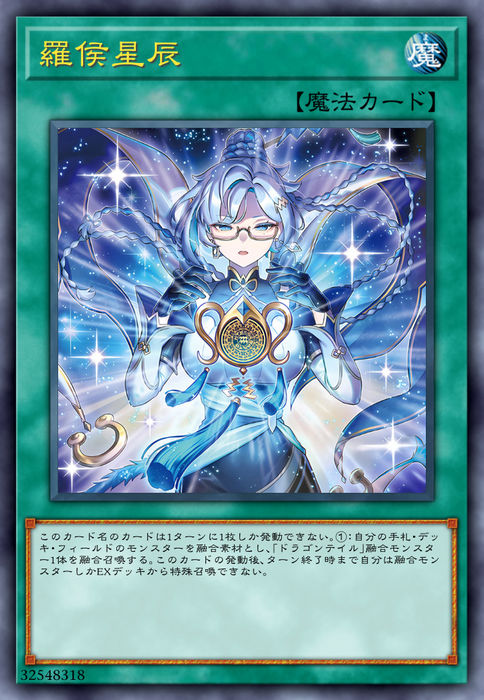 羅侯星辰
魔
【魔法カード】
このカード名のカードは1ターンに1枚しか発動できない。①:自分の手札・デッ
キ・フィールドのモンスターを融合素材とし、「ドラゴンテイル」融合モンスタ
ー1体を融合召喚する。このカードの発動後、ターン終了時まで自分は融合モン
スターしかEXデッキから特殊召喚できない。
32548318